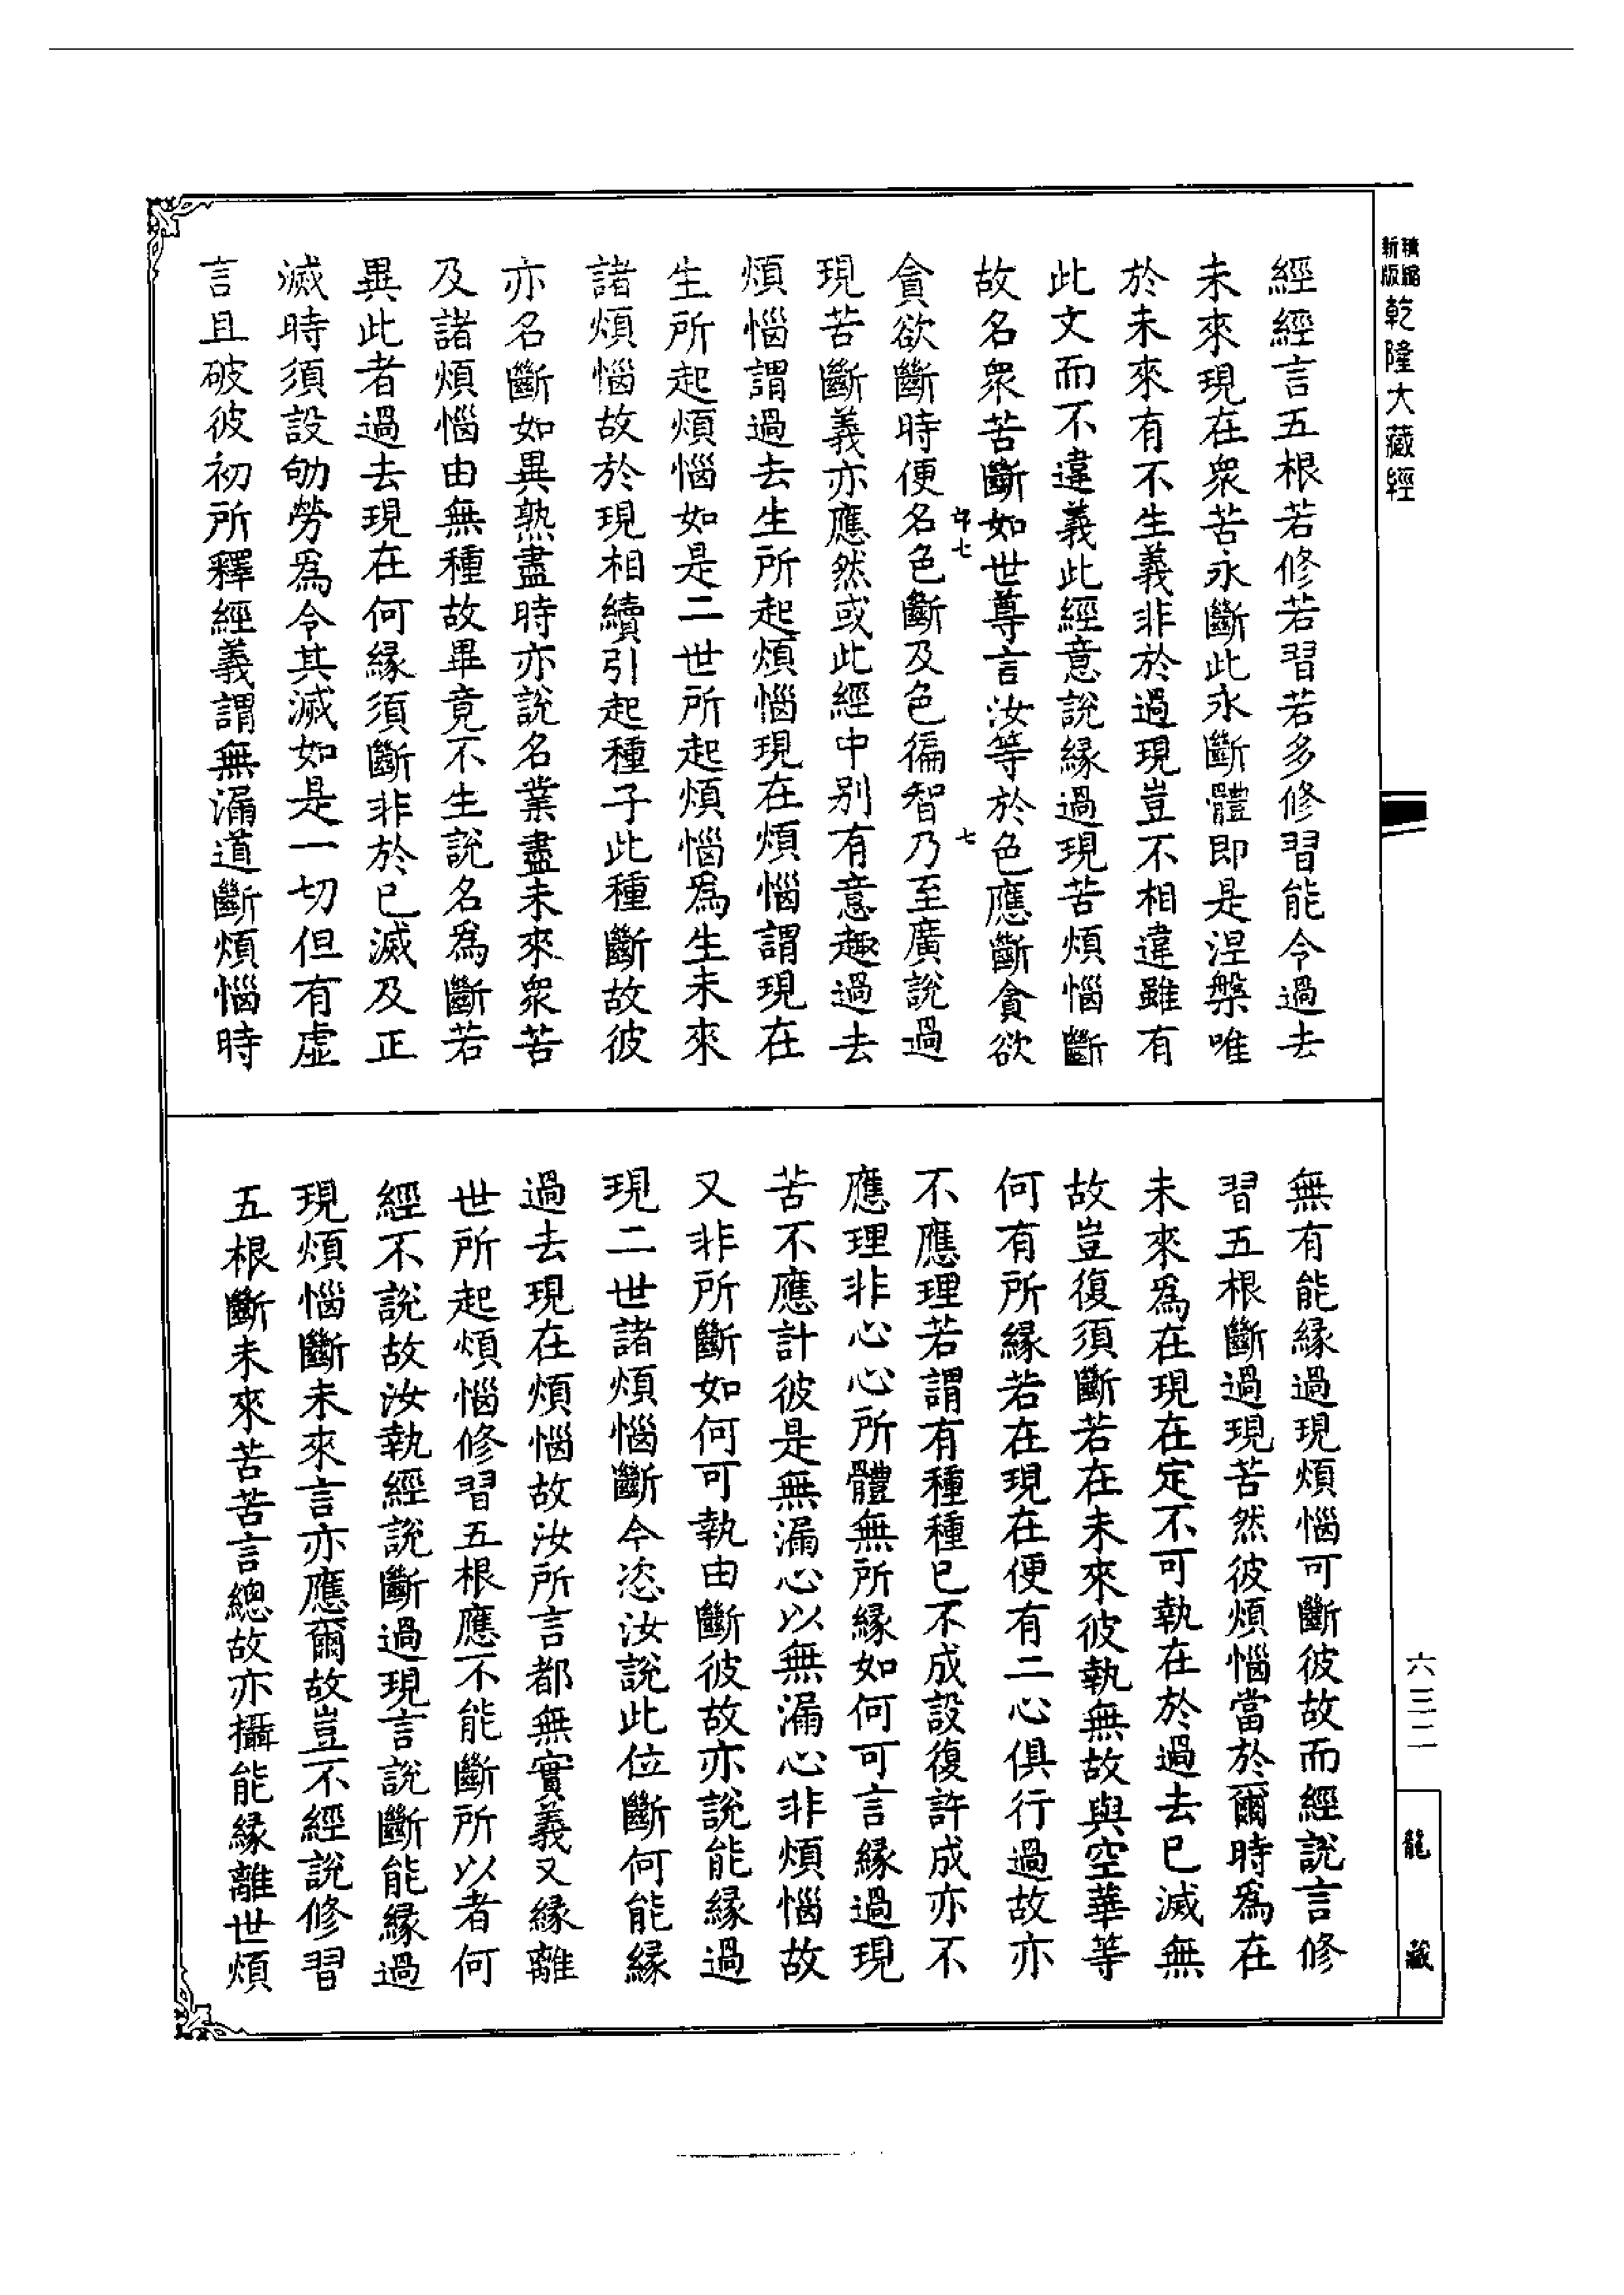 精縮新版乾隆大藏經
經經言五根若修若習若多修習能令過去
未來現在衆苦永斷此永斷體即是涅槃唯
於未來有不生義非於過現豈不相違雖有
此文而不違義此經意說緣過現苦煩惱斷
故名衆苦斷如世尊言汝等於色應斷貪欲
七
貪欲斷時便名色斷及色徧智乃至廣說過
現苦斷義亦應然或此經中別有意趣過去
煩惱謂過去生所起煩惱現在煩惱謂現在
生所起煩惱如是二世所起煩惱爲生未來
諸煩惱故於現相續引起種子此種斷故彼
亦名斷如異熟盡時亦說名業盡未來衆苦
及諸煩惱由無種故畢竟不生說名爲斷若
異此者過去現在何緣須斷非於已滅及正
滅時須設劬勞爲令其滅如是一切但有虛
言且破彼初所釋經義謂無漏道斷煩惱時
無有能緣過現煩惱可斷彼故而經說言修
習五根斷過現苦然彼煩惱當於爾時爲在
未來爲在現在定不可執在於過去已滅無
故豈復須斷若在未來彼執無故與空華等
何有所緣若在現在便有二心俱行過故亦
不應理若謂有種種已不成設復許成亦不
應理非心心所體無所緣如何可言緣過現
苦不應計彼是無漏心以無漏心非煩惱故
又非所斷如何可執由斷彼故亦說能緣過
現二世諸煩惱斷今恣汝說此位斷何能緣
過去現在煩惱故汝所言都無實義又緣離
世所起煩惱修習五根應不能斷所以者何
經不說故汝執經說斷過現言說斷能緣過
現煩惱斷未來言亦應爾故豈不經說修習
五根斷未來苦苦言總故亦攝能緣離世煩
六三二
龍藏